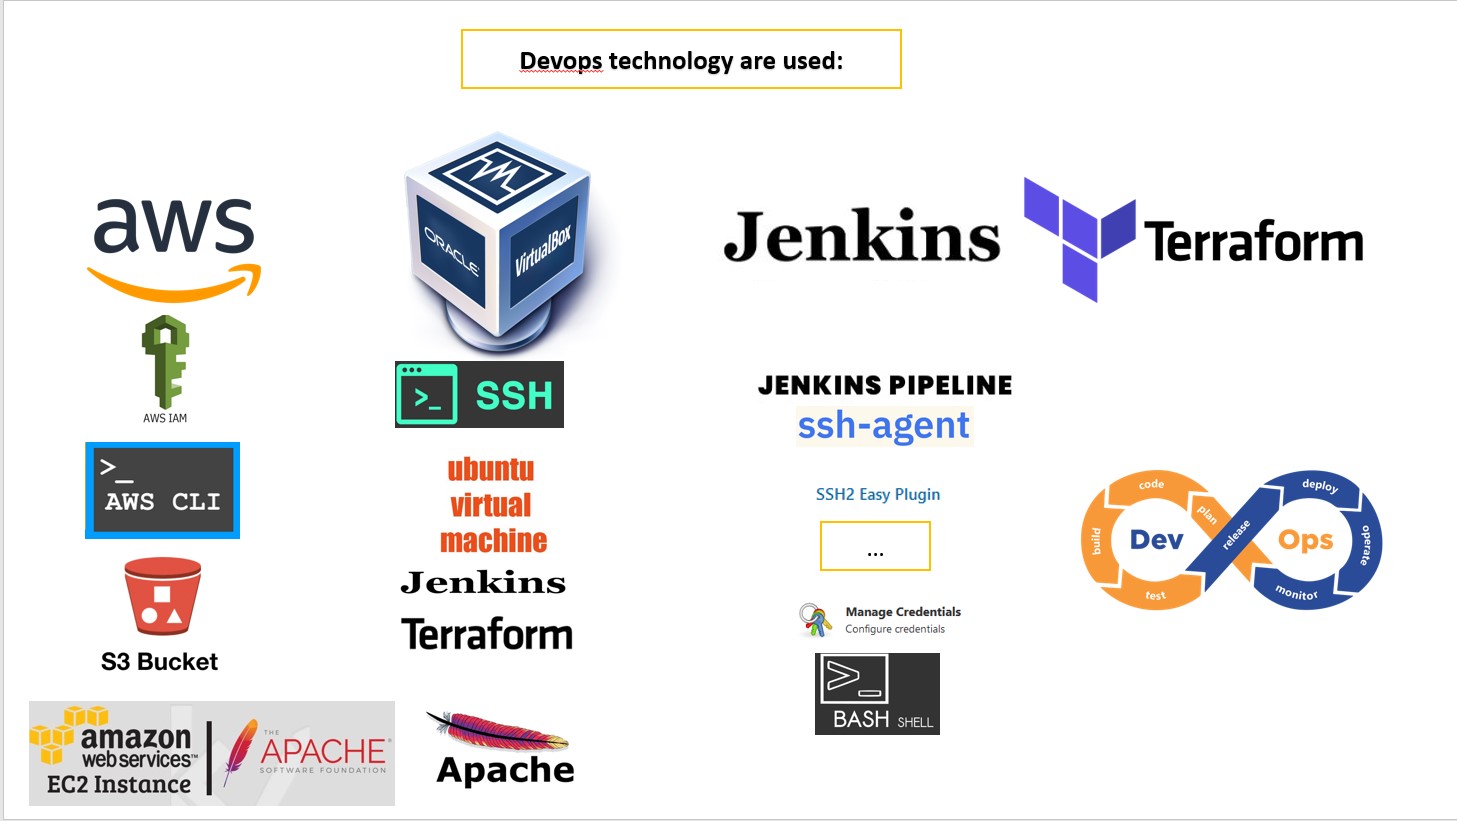 Devops technology are used:
aws
AWS IAM
>_
AWS CLI
S3 Bucket
amazon
web services™
EC2 Instance
THE
APACHE®
SOFTWARE FOUNDATION
ORACLE
VirtualBox
>_ SSH
ubuntu
virtual
machine
Jenkins
Terraform
Apache
Jenkins
JENKINS PIPELINE
ssh-agent
SSH2 Easy Plugin
...
Manage Credentials
Configure credentials
>_
BASH SHELL
Terraform
code
build
test
plan
Dev
release
deploy
operate
monitor
Ops